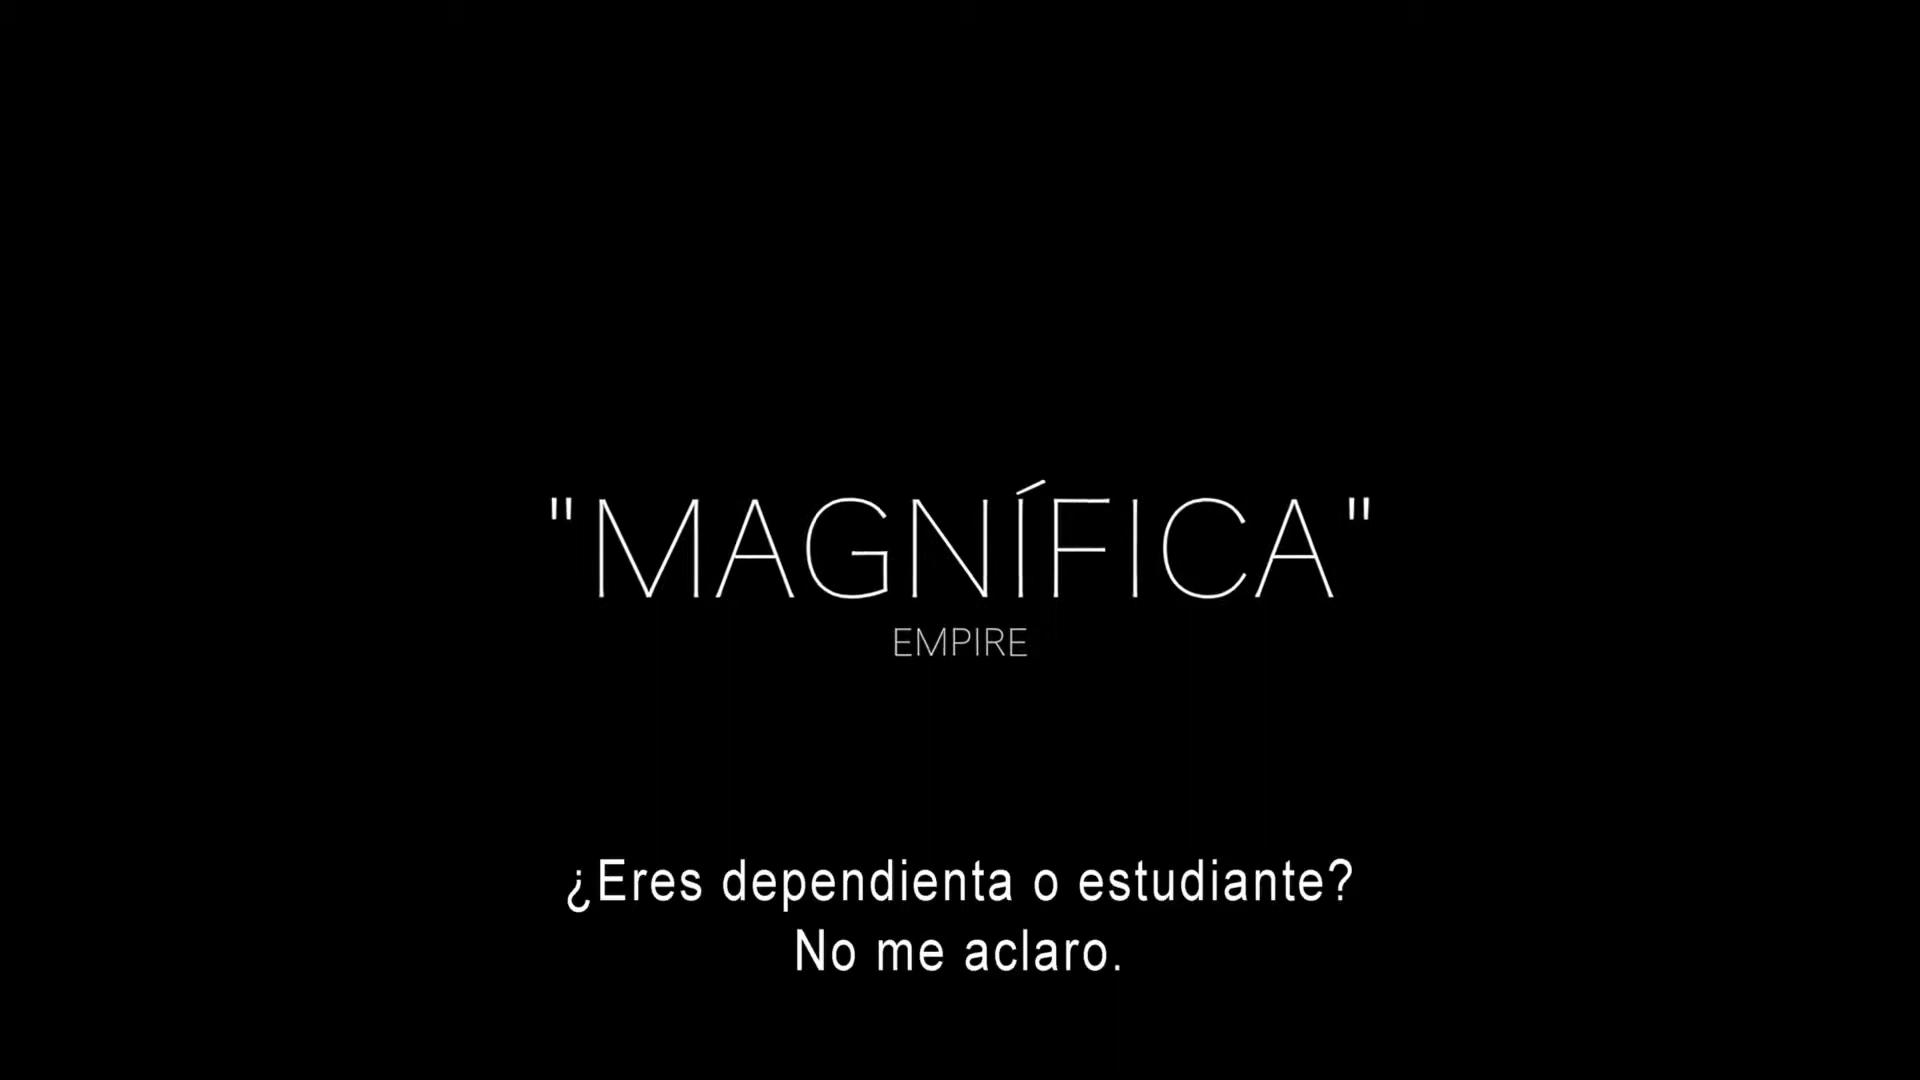 "MAGNÍFICA"
EMPIRE
¿Eres dependienta o estudiante?
No me aclaro.